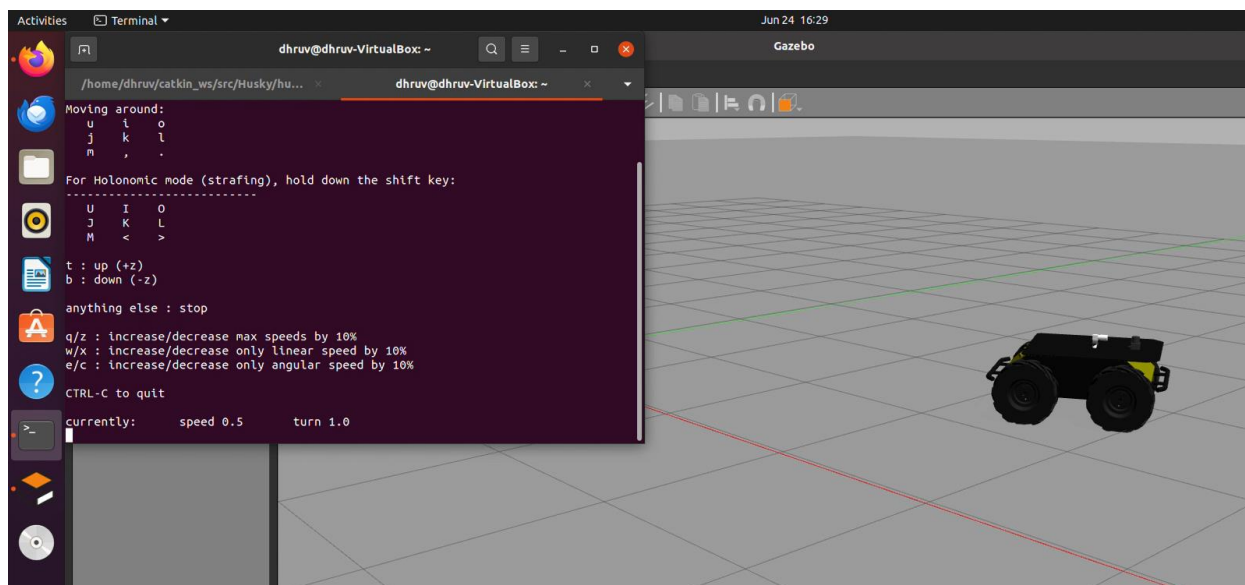 Activities Terminal Jun 24 16:29
dhruv@dhruv-VirtualBox: ~
Gazebo
/home/dhruv/catkin_ws/src/Husky/hu... dhruv@dhruv-VirtualBox: ~
Moving around:
u i o
j k l
m , .
For Holonomic mode (strafing), hold down the shift key:
---------------------------
U I O
J K L
M < >
t : up (+z)
b : down (-z)
anything else : stop
q/z : increase/decrease max speeds by 10%
w/x : increase/decrease only linear speed by 10%
e/c : increase/decrease only angular speed by 10%
CTRL-C to quit
currently: speed 0.5 turn 1.0